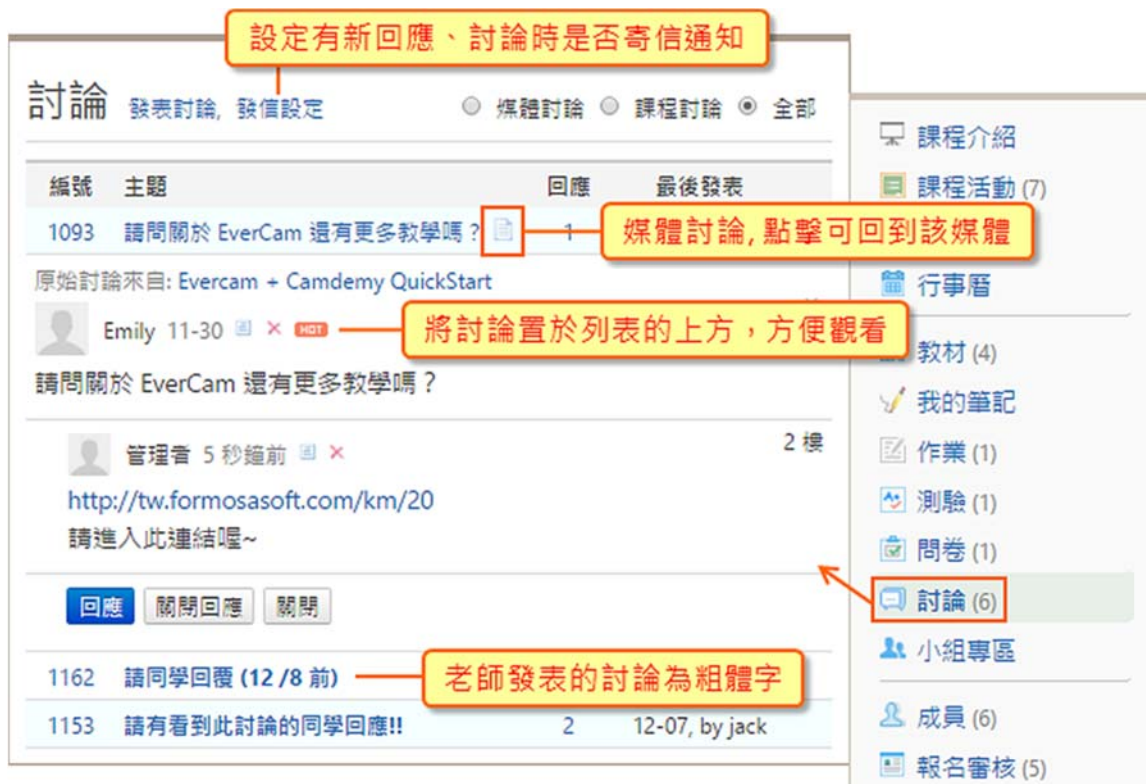 設定有新回應、討論時是否寄信通知
討論 發表討論, 發信設定 媒體討論 課程討論 全部
編號 主題 回應 最後發表
1093 請問關於 EverCam 還有更多教學嗎? 1
媒體討論, 點擊可回到該媒體
原始討論來自: Evercam + Camdemy QuickStart
Emily 11-30 HOT
將討論置於列表的上方，方便觀看
請問關於 EverCam 還有更多教學嗎?
管理者 5 秒鐘前 2 樓
http://tw.formosasoft.com/km/20
請進入此連結喔~
回應 關閉回應 關閉
1162 請同學回覆 (12 /8 前)
老師發表的討論為粗體字
1153 請有看到此討論的同學回應!! 2 12-07, by jack
課程介紹
課程活動 (7)
行事曆
教材 (4)
我的筆記
作業 (1)
測驗 (1)
問卷 (1)
討論 (6)
小組專區
成員 (6)
報名審核 (5)